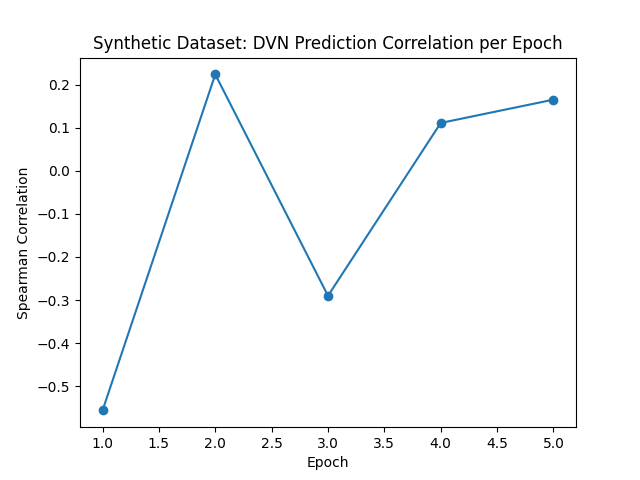 Synthetic Dataset: DVN Prediction Correlation per Epoch
Spearman Correlation
0.2
0.1
0.0
−0.1
−0.2
−0.3
−0.4
−0.5
1.0 1.5 2.0 2.5 3.0 3.5 4.0 4.5 5.0
Epoch